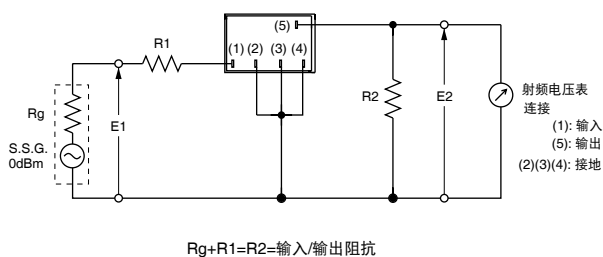 (5)
R1
(1) (2) (3) (4)
Rg
E1
R2
E2
S.S.G.
0dBm
射频电压表
连接
(1): 输入
(5): 输出
(2)(3)(4): 接地
Rg+R1=R2=输入/输出阻抗